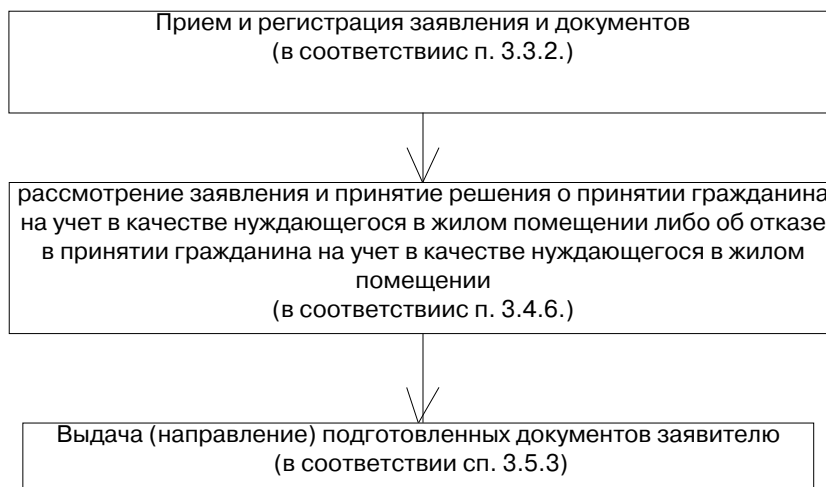 Прием и регистрация заявления и документов
(в соответствиис п. 3.3.2.)
рассмотрение заявления и принятие решения о принятии гражданина
на учет в качестве нуждающегося в жилом помещении либо об отказе
в принятии гражданина на учет в качестве нуждающегося в жилом
помещении
(в соответствиис п. 3.4.6.)
Выдача (направление) подготовленных документов заявителю
(в соответствии сп. 3.5.3)